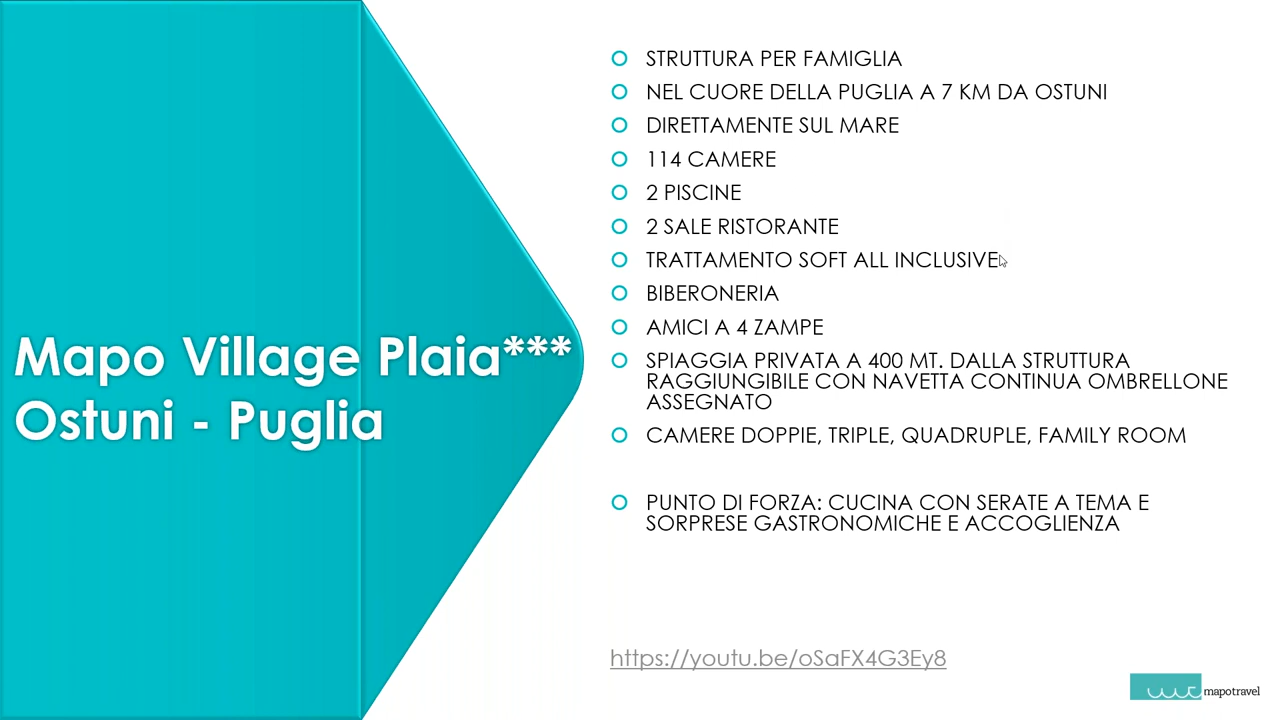 Mapo Village Plaia***
Ostuni - Puglia
STRUTTURA PER FAMIGLIA
NEL CUORE DELLA PUGLIA A 7 KM DA OSTUNI
DIRETTAMENTE SUL MARE
114 CAMERE
2 PISCINE
2 SALE RISTORANTE
TRATTAMENTO SOFT ALL INCLUSIVE
BIBERONERIA
AMICI A 4 ZAMPE
SPIAGGIA PRIVATA A 400 MT. DALLA STRUTTURA
RAGGIUNGIBILE CON NAVETTA CONTINUA OMBRELLONE
ASSEGNATO
CAMERE DOPPIE, TRIPLE, QUADRUPLE, FAMILY ROOM
PUNTO DI FORZA: CUCINA CON SERATE A TEMA E
SORPRESE GASTRONOMICHE E ACCOGLIENZA
https://youtu.be/oSaFX4G3Ey8
mapotravel